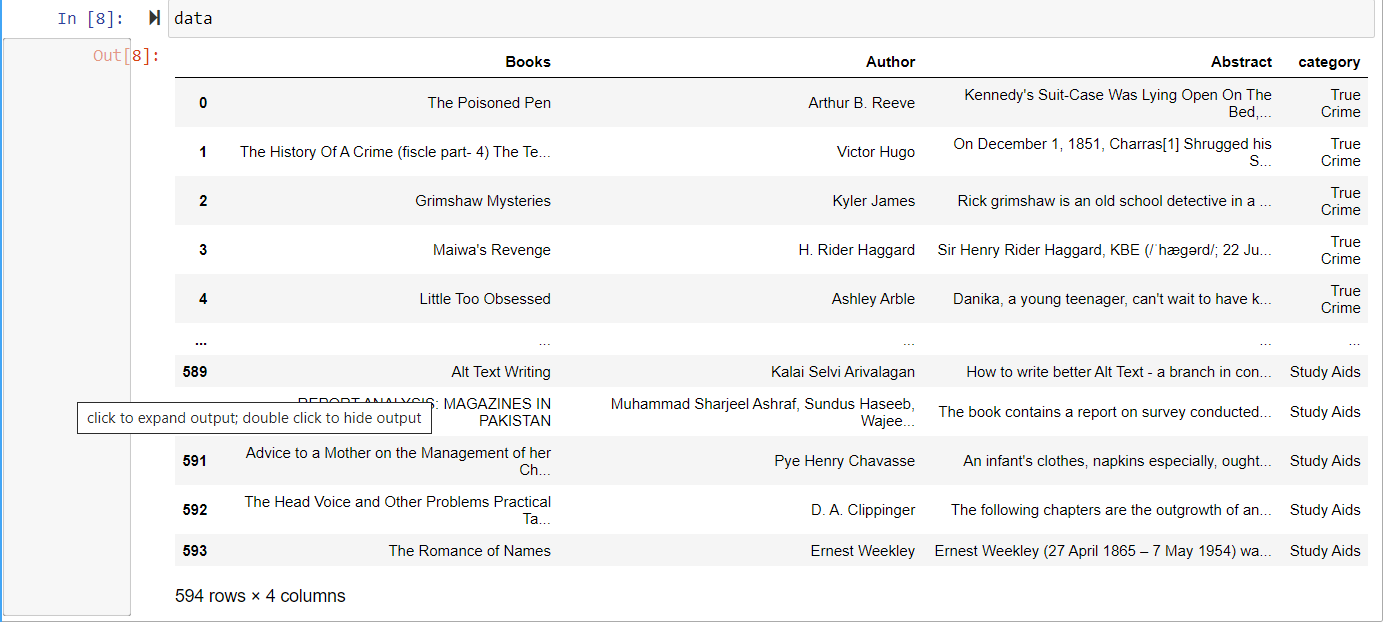 In [8]: data
Out[8]:
Books Author Abstract category
0 The Poisoned Pen Arthur B. Reeve Kennedy's Suit-Case Was Lying Open On The Bed,... True Crime
1 The History Of A Crime (fiscle part- 4) The Te... Victor Hugo On December 1, 1851, Charras[1] Shrugged his S... True Crime
2 Grimshaw Mysteries Kyler James Rick grimshaw is an old school detective in a ... True Crime
3 Maiwa's Revenge H. Rider Haggard Sir Henry Rider Haggard, KBE (/ˈhæɡərd/; 22 Ju... True Crime
4 Little Too Obsessed Ashley Arble Danika, a young teenager, can't wait to have k... True Crime
... ... ... ... ...
589 Alt Text Writing Kalai Selvi Arivalagan How to write better Alt Text - a branch in con... Study Aids
REPORT ANALYSIS: MAGAZINES IN PAKISTAN Muhammad Sharjeel Ashraf, Sundus Haseeb, Wajee... The book contains a report on survey conducted... Study Aids
click to expand output; double click to hide output
591 Advice to a Mother on the Management of her Ch... Pye Henry Chavasse An infant's clothes, napkins especially, ought... Study Aids
592 The Head Voice and Other Problems Practical Ta... D. A. Clippinger The following chapters are the outgrowth of an... Study Aids
593 The Romance of Names Ernest Weekley Ernest Weekley (27 April 1865 – 7 May 1954) wa... Study Aids
594 rows × 4 columns